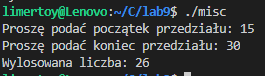 limertoy@Lenovo:~/C/lab9$ ./misc
Proszę podać początek przedziału: 15
Proszę podać koniec przedziału: 30
Wylosowana liczba: 26